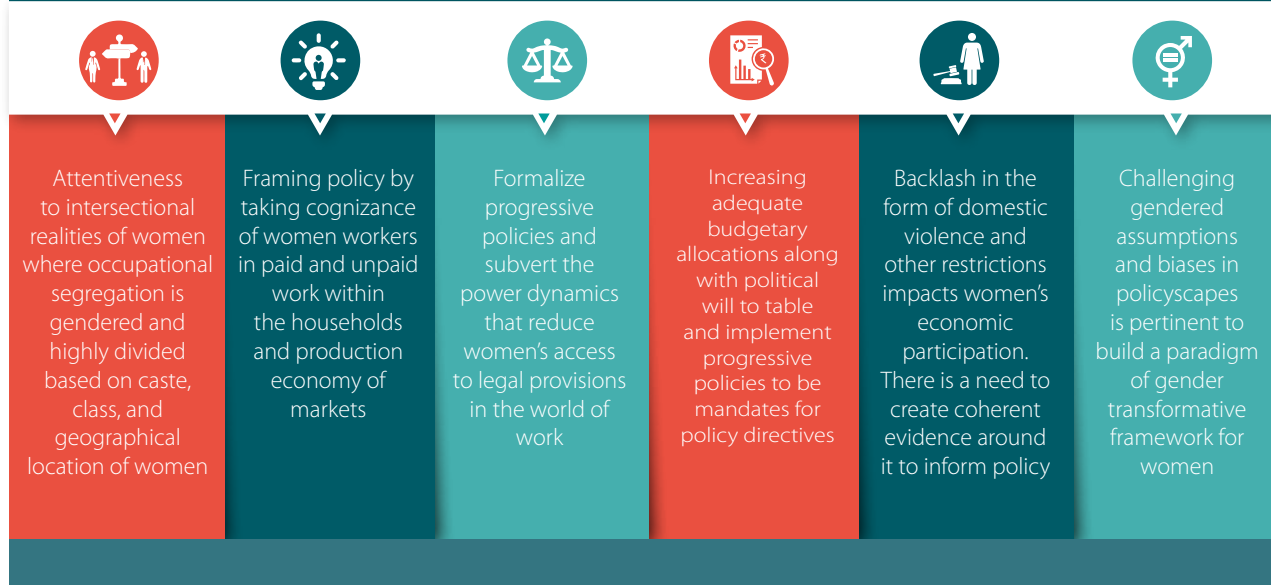 Attentiveness
to intersectional
realities of women
where occupational
segregation is
gendered and
highly divided
based on caste,
class, and
geographical
location of women
Framing policy by
taking cognizance
of women workers
in paid and unpaid
work within
the households
and production
economy of
markets
Formalize
progressive
policies and
subvert the
power dynamics
that reduce
women’s access
to legal provisions
in the world of
work
Increasing
adequate
budgetary
allocations along
with political
will to table
and implement
progressive
policies to be
mandates for
policy directives
Backlash in the
form of domestic
violence and
other restrictions
impacts women’s
economic
participation.
There is a need to
create coherent
evidence around
it to inform policy
Challenging
gendered
assumptions
and biases in
policyscapes
is pertinent to
build a paradigm
of gender
transformative
framework for
women